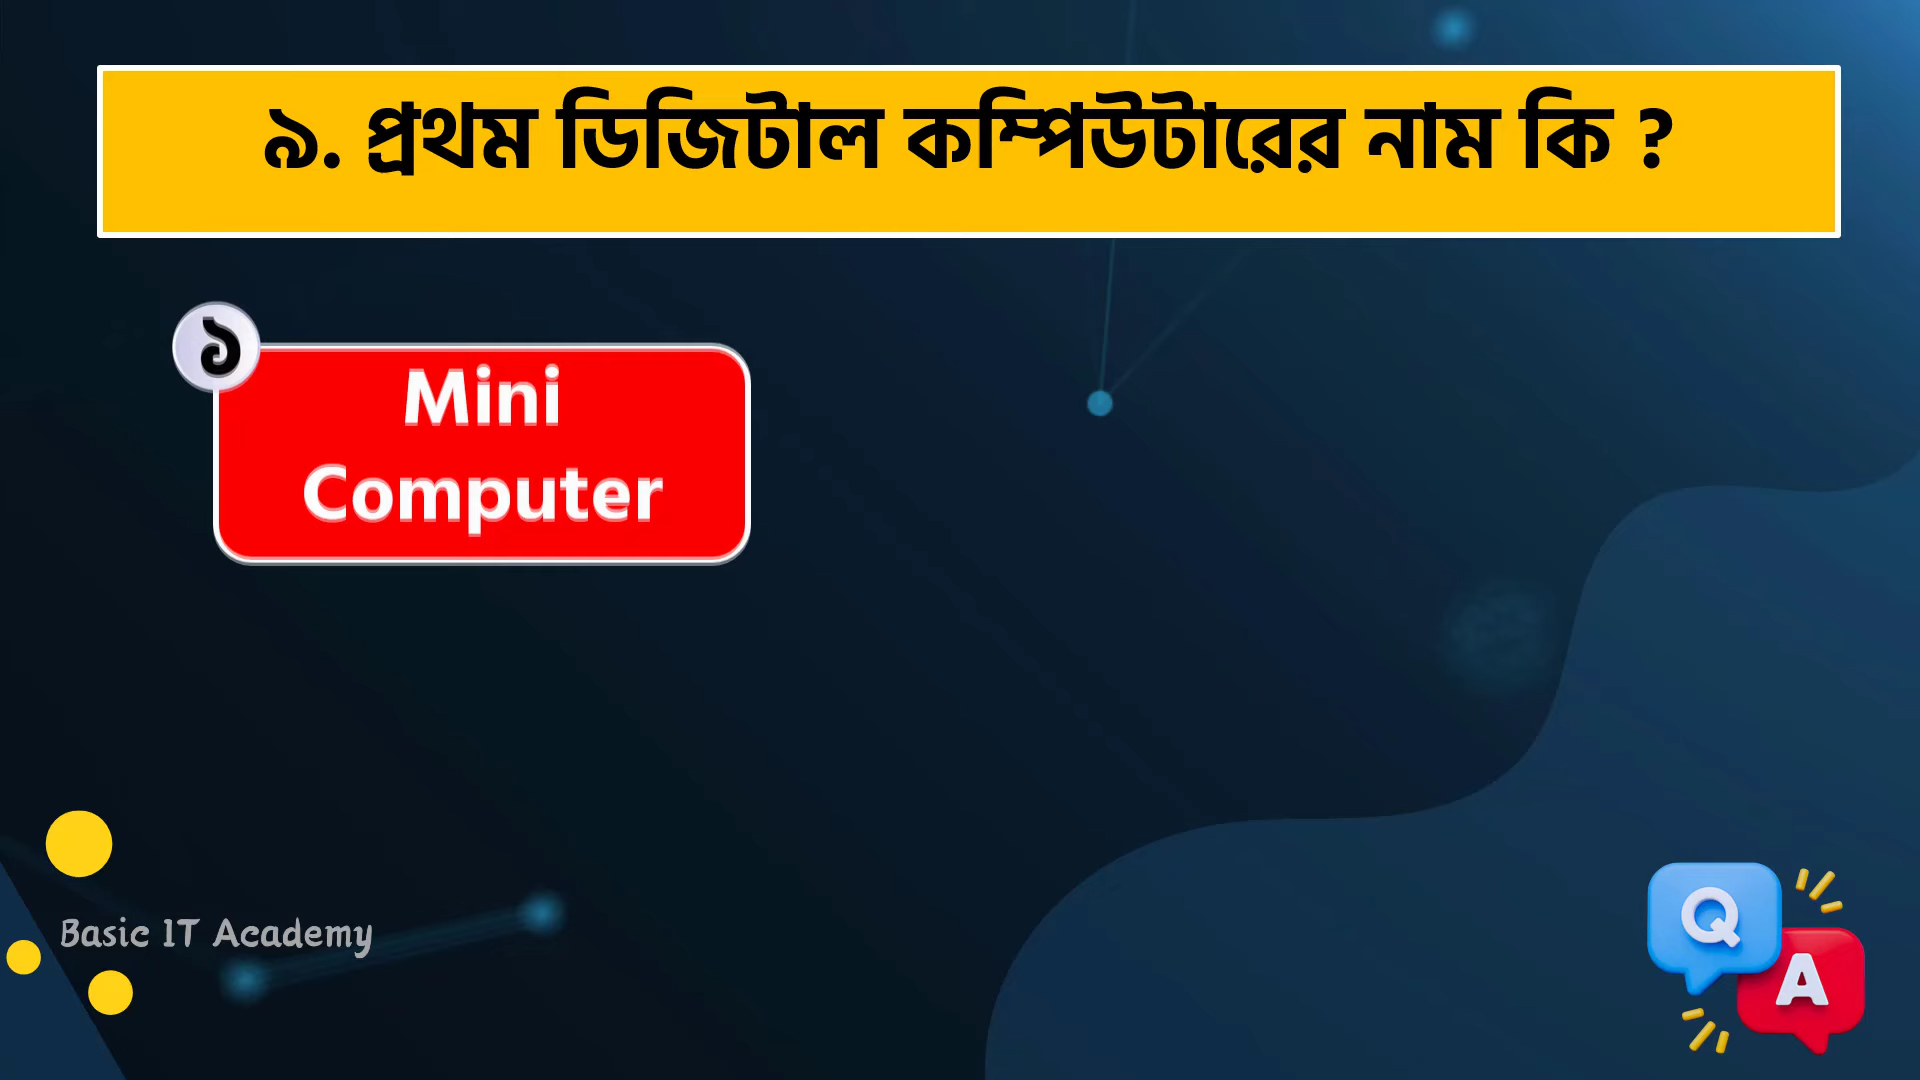 ৯. প্রথম ডিজিটাল কম্পিউটারের নাম কি ?
১
Mini
Computer
Basic IT Academy
Q
A